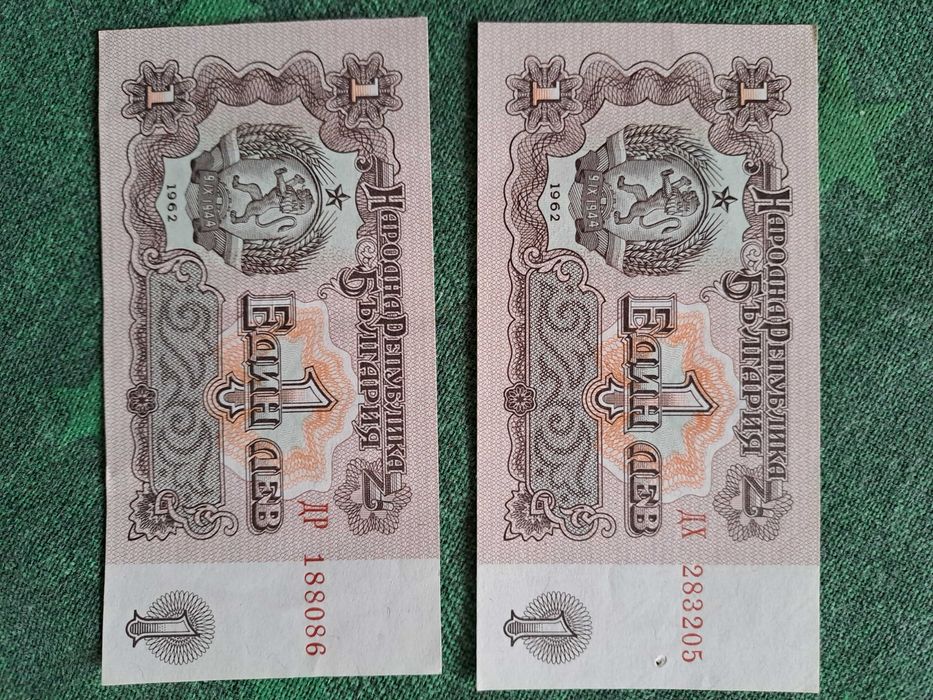 Народна Република
България
1
1
9 IX 1944
1962
Един лев
1
ДР 188086
1
Народна Република
България
1
1
9 IX 1944
1962
Един лев
1
ДХ 283205
1